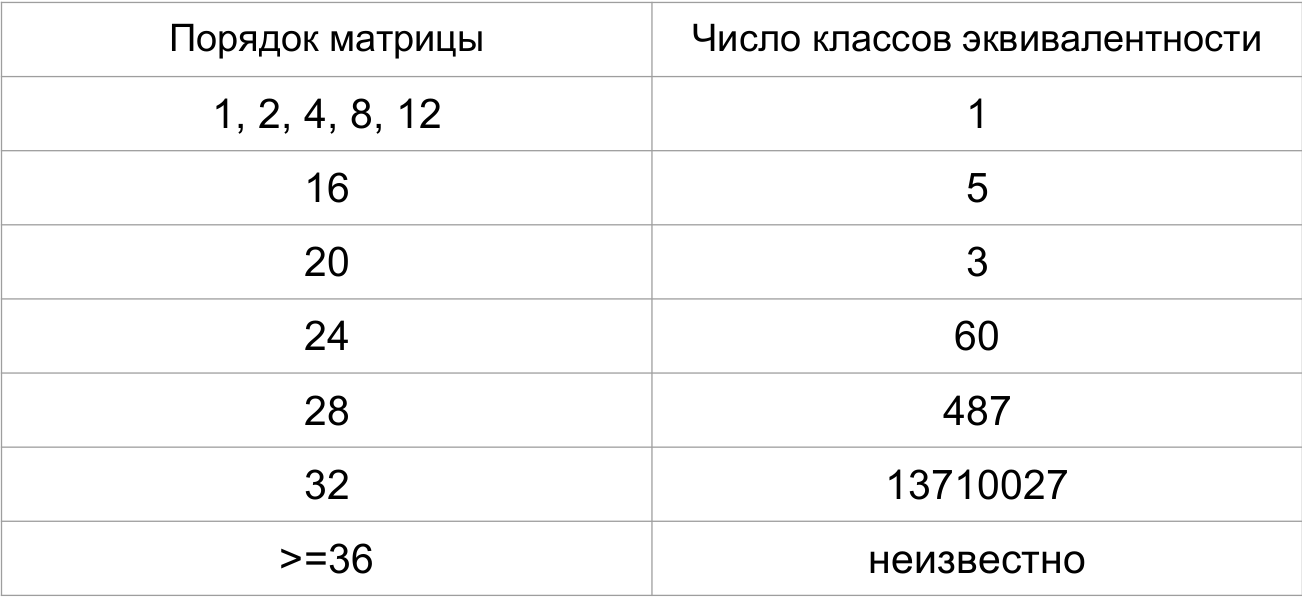 Порядок матрицы Число классов эквивалентности
1, 2, 4, 8, 12 1
16 5
20 3
24 60
28 487
32 13710027
>=36 неизвестно